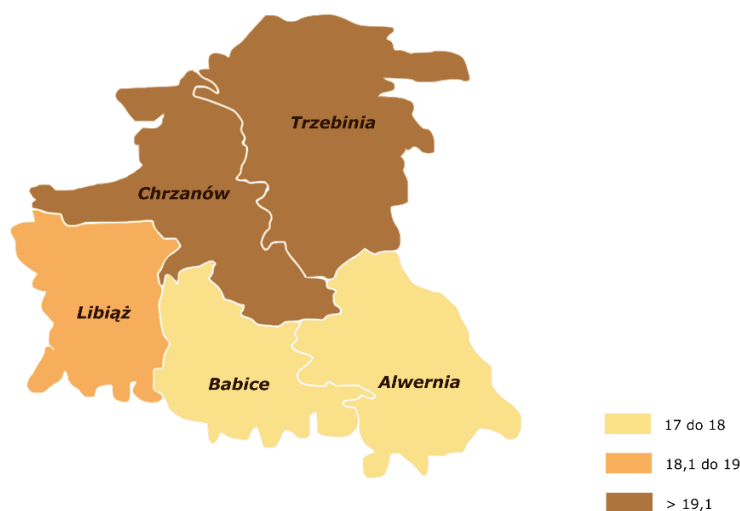 Trzebinia
Chrzanów
Libiąż
Babice
Alwernia
17 do 18
18,1 do 19
> 19,1